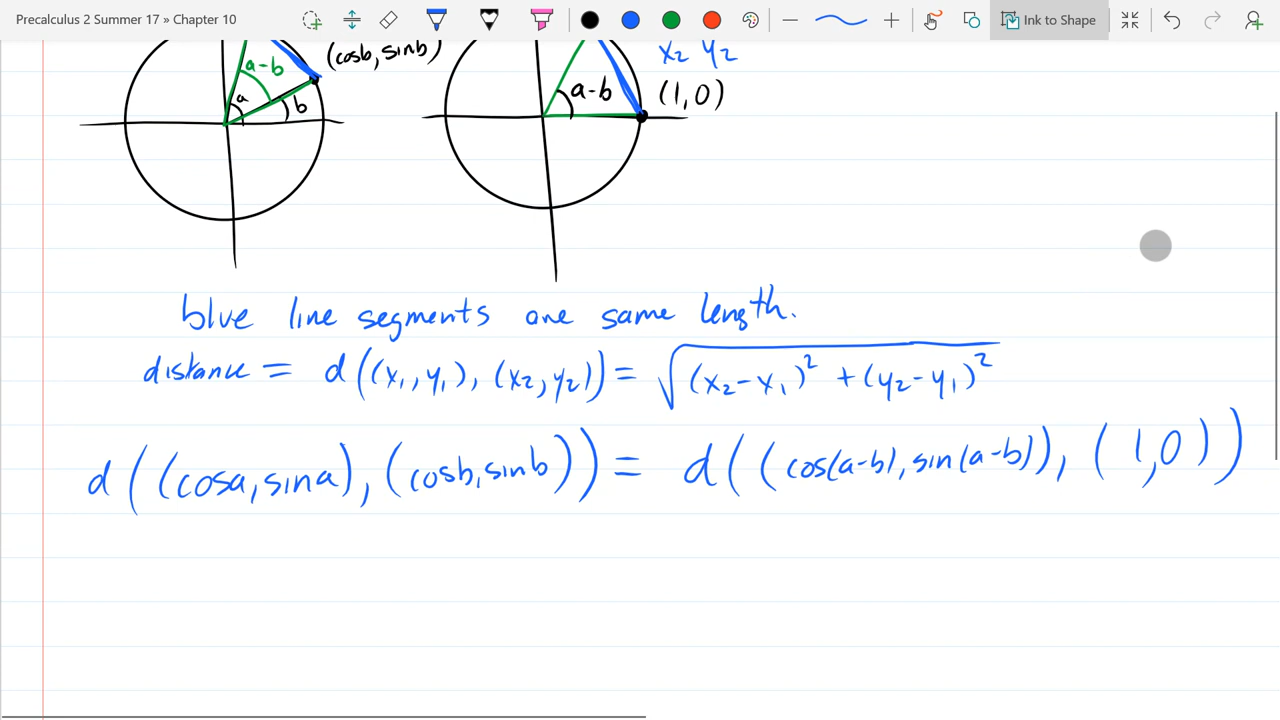 Precalculus 2 Summer 17 » Chapter 10
Ink to Shape
(cosb, sinb)
a-b
a
b
x₂ y₂
(1,0)
a-b
blue line segments are same length.
distance = d((x₁,y₁), (x₂,y₂)) = √((x₂-x₁)² + (y₂-y₁)²)
d((cosa, sina), (cosb, sinb)) = d((cos(a-b), sin(a-b)), (1,0))